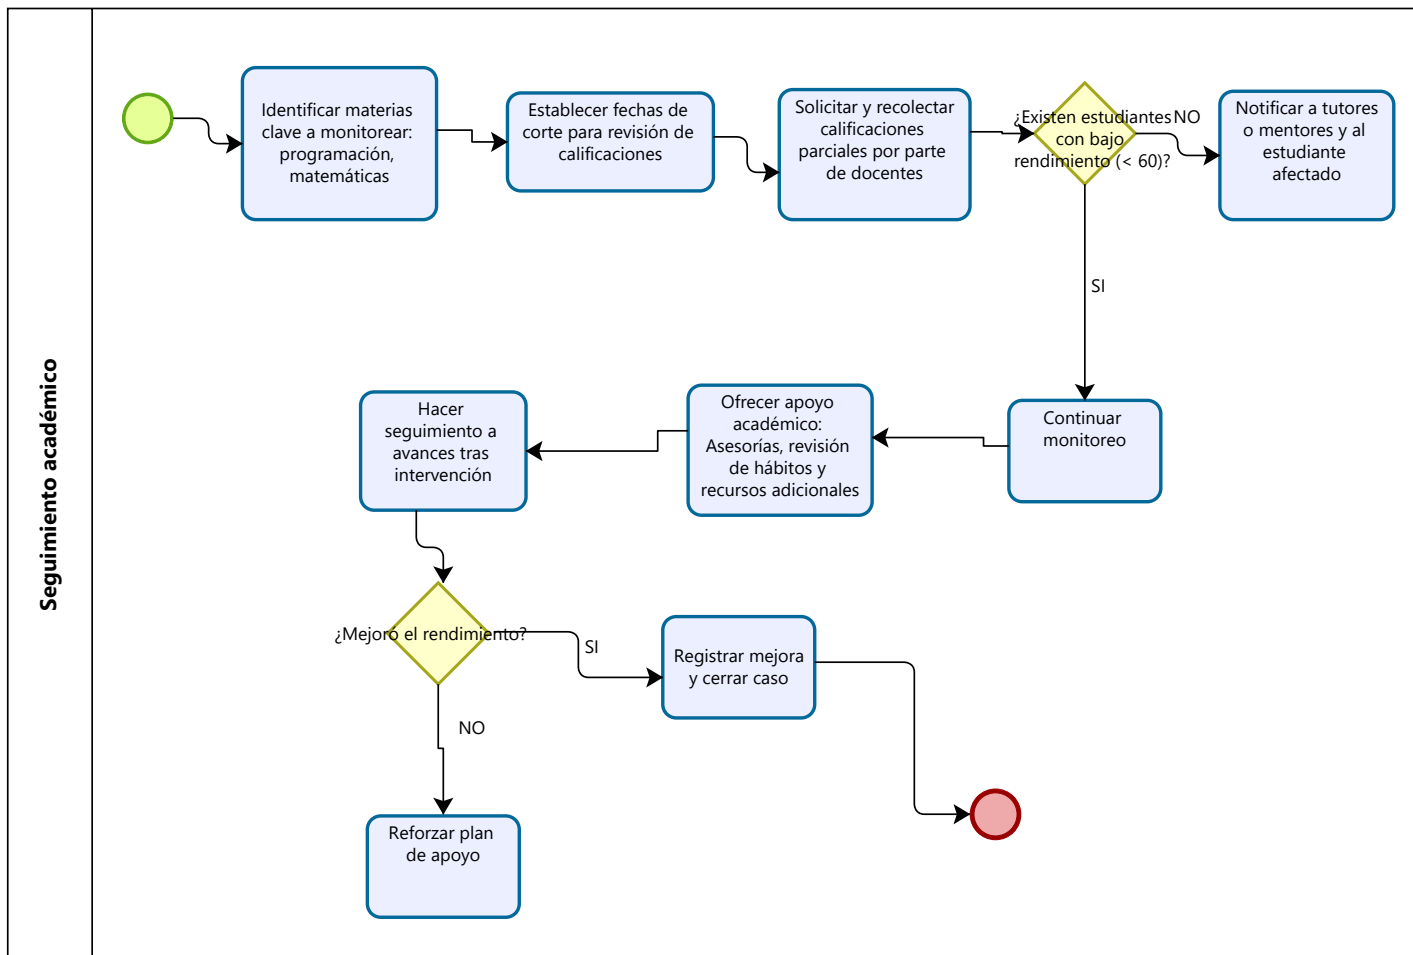 Seguimiento académico
Identificar materias
clave a monitorear:
programación,
matemáticas
Establecer fechas de
corte para revisión de
calificaciones
Solicitar y recolectar
calificaciones
parciales por parte
de docentes
¿Existen estudiantes
con bajo
rendimiento (< 60)?
NO
Notificar a tutores
o mentores y al
estudiante
afectado
SI
Continuar
monitoreo
Ofrecer apoyo
académico:
Asesorías, revisión
de hábitos y
recursos adicionales
Hacer
seguimiento a
avances tras
intervención
¿Mejoró el rendimiento?
SI
Registrar mejora
y cerrar caso
NO
Reforzar plan
de apoyo